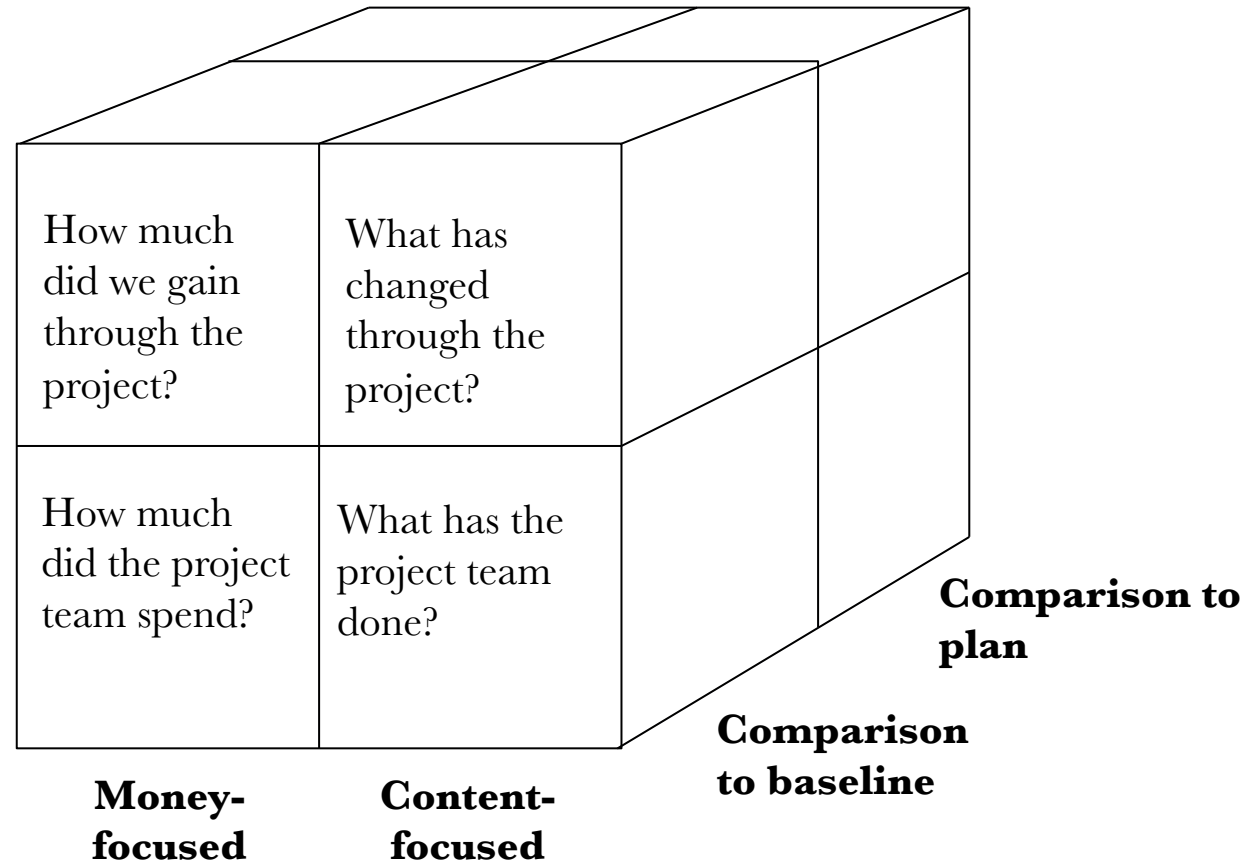 How much
did we gain
through the
project?
What has
changed
through the
project?
How much
did the project
team spend?
What has the
project team
done?
Comparison to
plan
Comparison
to baseline
Money-
focused
Content-
focused